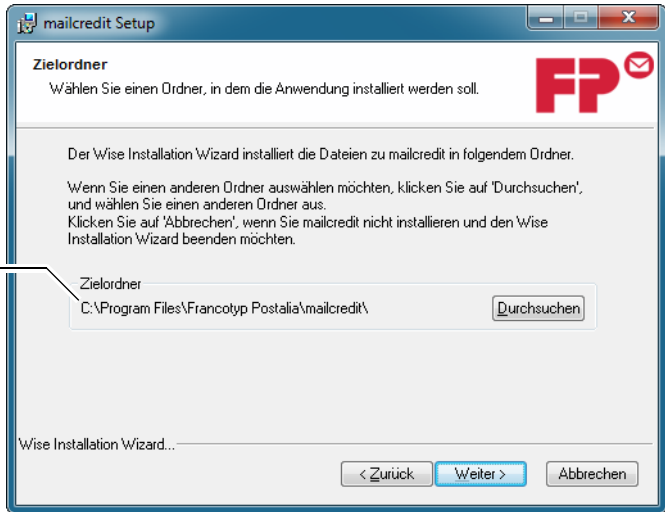 mailcredit Setup
Zielordner
Wählen Sie einen Ordner, in dem die Anwendung installiert werden soll.
FP
Der Wise Installation Wizard installiert die Dateien zu mailcredit in folgendem Ordner.
Wenn Sie einen anderen Ordner auswählen möchten, klicken Sie auf 'Durchsuchen',
und wählen Sie einen anderen Ordner aus.
Klicken Sie auf 'Abbrechen', wenn Sie mailcredit nicht installieren und den Wise
Installation Wizard beenden möchten.
Zielordner
C:\Program Files\Francotyp Postalia\mailcredit\
Durchsuchen
Wise Installation Wizard...
< Zurück Weiter > Abbrechen